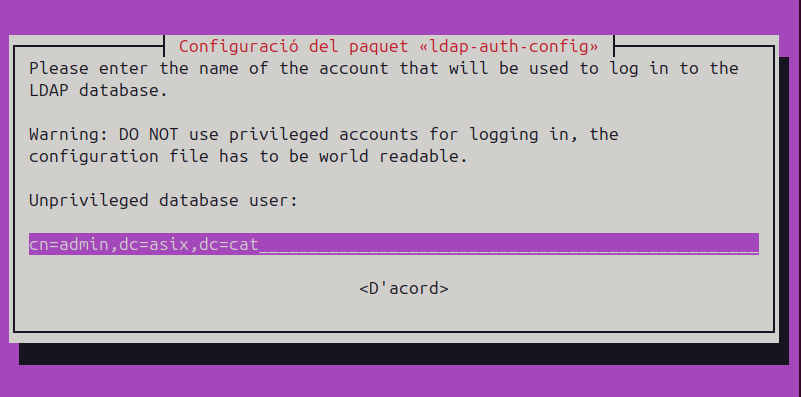 Configuració del paquet «ldap-auth-config»
Please enter the name of the account that will be used to log in to the
LDAP database.
Warning: DO NOT use privileged accounts for logging in, the
configuration file has to be world readable.
Unprivileged database user:
cn=admin,dc=asix,dc=cat__________________________________________________
<D'acord>